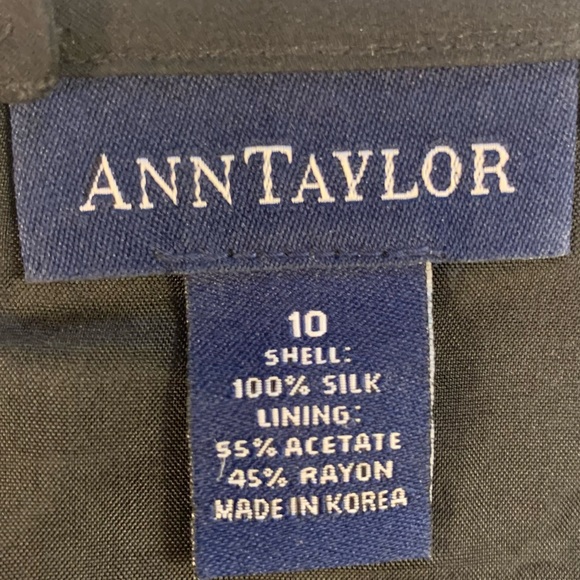 ANNTAYLOR
10
SHELL:
100% SILK
LINING:
55% ACETATE
45% RAYON
MADE IN KOREA